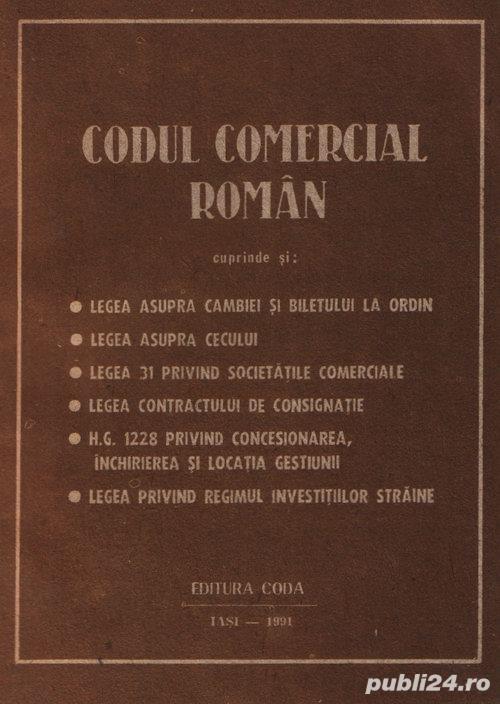 CODUL COMERCIAL
ROMÂN
cuprinde și:
● LEGEA ASUPRA CAMBIEI ȘI BILETULUI LA ORDIN
● LEGEA ASUPRA CECULUI
● LEGEA 31 PRIVIND SOCIETĂȚILE COMERCIALE
● LEGEA CONTRACTULUI DE CONSIGNAȚIE
● H.G. 1228 PRIVIND CONCESIONAREA,
ÎNCHIRIEREA ȘI LOCAȚIA GESTIUNII
● LEGEA PRIVIND REGIMUL INVESTIȚIILOR STRĂINE
EDITURA CODA
IAȘI — 1991
publi24.ro